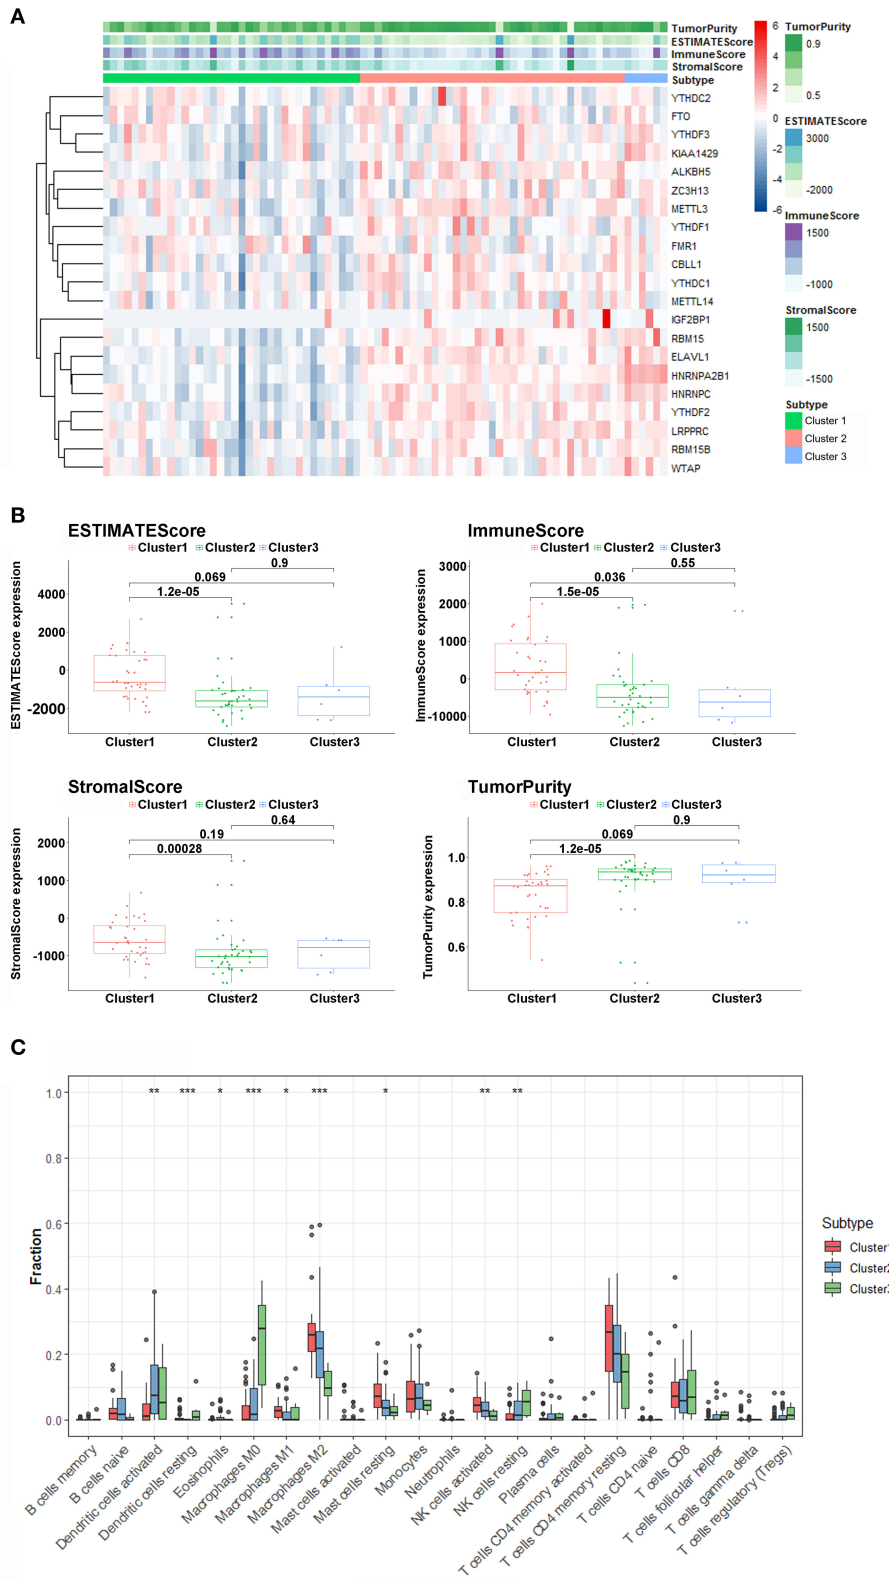 A
TumorPurity
ESTIMATEScore
ImmuneScore
StromalScore
Subtype
YTHDC2
FTO
YTHDF3
KIAA1429
ALKBH5
ZC3H13
METTL3
YTHDF1
FMR1
CBLL1
YTHDC1
METTL14
IGF2BP1
RBM15
ELAVL1
HNRNPA2B1
HNRNPC
YTHDF2
LRPPRC
RBM15B
WTAP
6
4
2
0
-2
-4
-6
TumorPurity
0.9
0.5
ESTIMATEScore
3000
-2000
ImmuneScore
1500
-1000
StromalScore
1500
-1500
Subtype
Cluster 1
Cluster 2
Cluster 3
B
ESTIMATEScore
Cluster1 Cluster2 Cluster3
0.9
0.069
1.2e-05
ESTIMATEScore expression
4000
2000
0
-2000
Cluster1 Cluster2 Cluster3
ImmuneScore
Cluster1 Cluster2 Cluster3
0.55
0.036
1.5e-05
ImmuneScore expression
3000
2000
1000
0
-10000
Cluster1 Cluster2 Cluster3
StromalScore
Cluster1 Cluster2 Cluster3
0.64
0.19
0.00028
StromalScore expression
2000
1000
0
-1000
Cluster1 Cluster2 Cluster3
TumorPurity
Cluster1 Cluster2 Cluster3
0.9
0.069
1.2e-05
TumorPurity expression
1.0
0.8
0.6
Cluster1 Cluster2 Cluster3
C
** *** * *** * *** * ** **
Fraction
1.0
0.8
0.6
0.4
0.2
0.0
B cells memory
B cells naive
Dendritic cells activated
Dendritic cells resting
Eosinophils
Macrophages M0
Macrophages M1
Macrophages M2
Mast cells activated
Mast cells resting
Monocytes
Neutrophils
NK cells activated
NK cells resting
Plasma cells
T cells CD4 memory activated
T cells CD4 memory resting
T cells CD4 naive
T cells CD8
T cells follicular helper
T cells gamma delta
T cells regulatory (Tregs)
Subtype
Cluster1
Cluster2
Cluster3